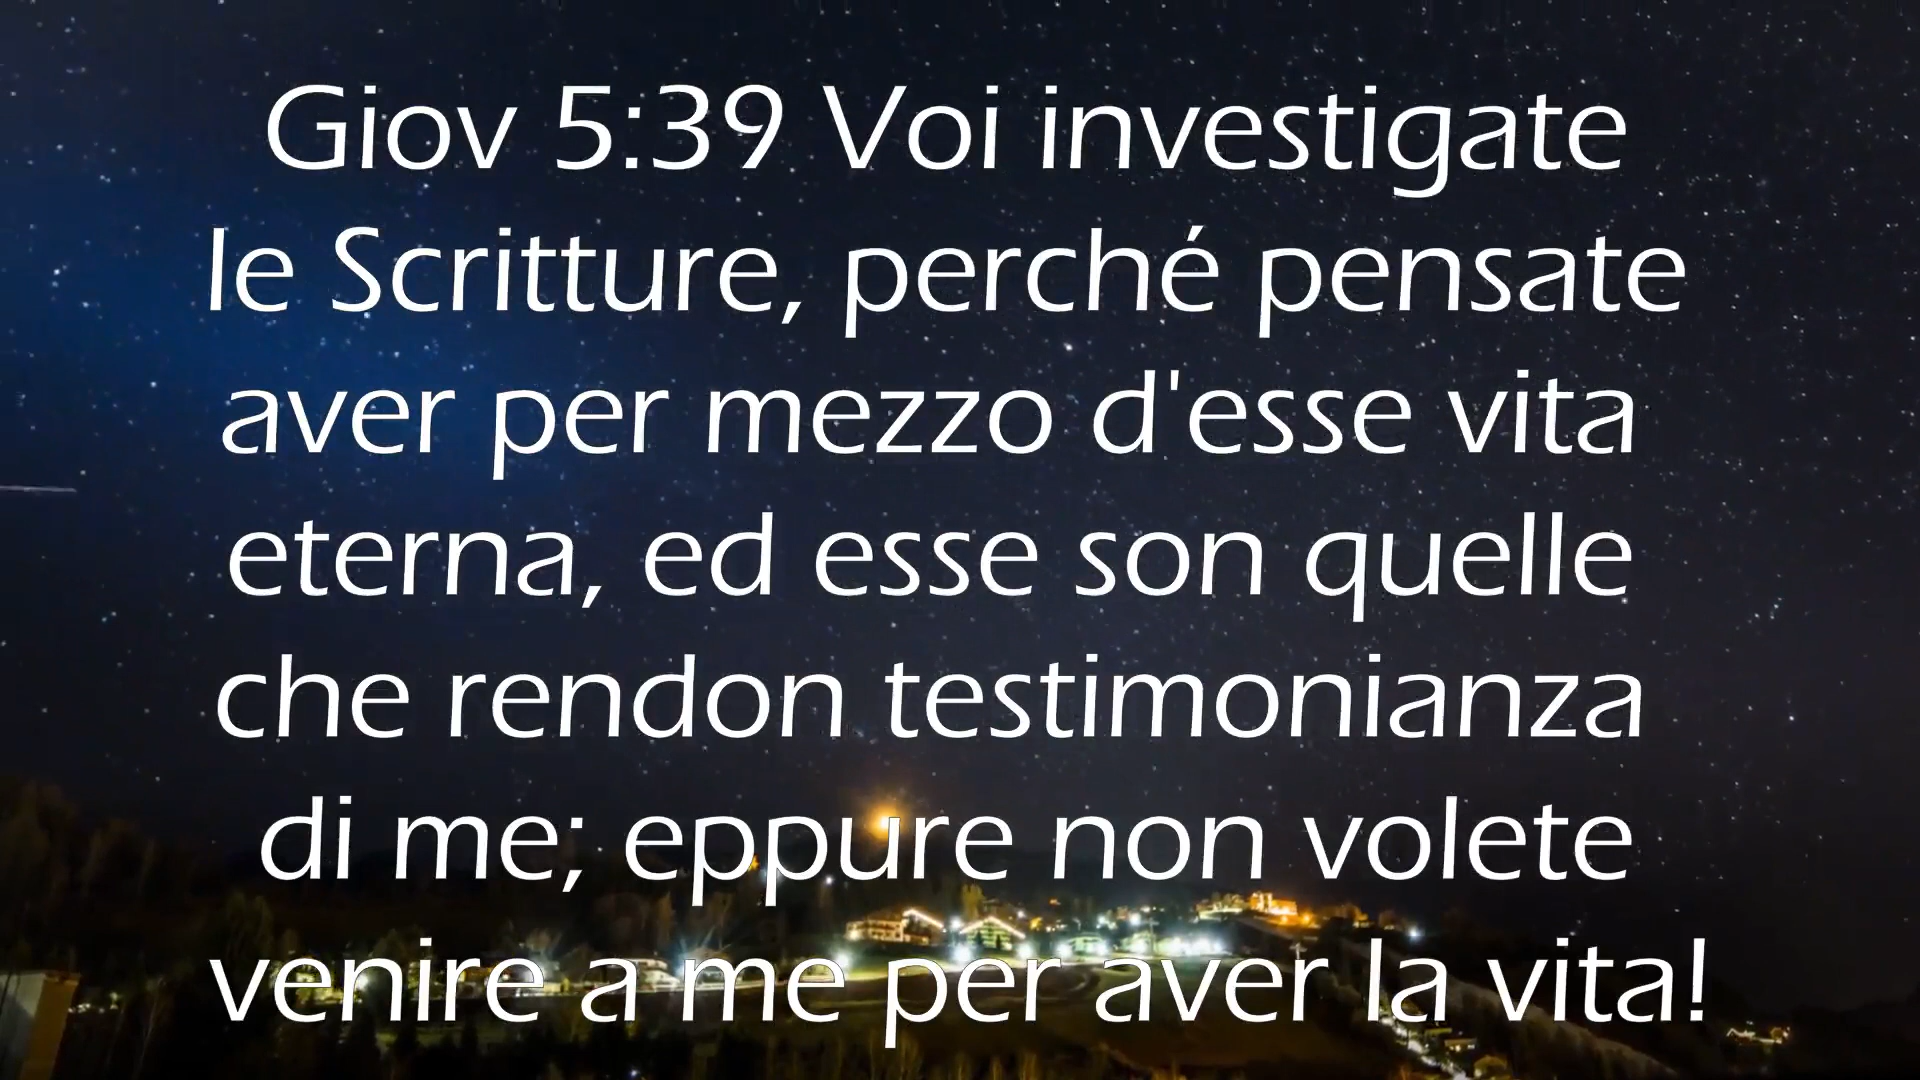 Giov 5:39 Voi investigate
le Scritture, perché pensate
aver per mezzo d'esse vita
eterna, ed esse son quelle
che rendon testimonianza
di me; eppure non volete
venire a me per aver la vita!